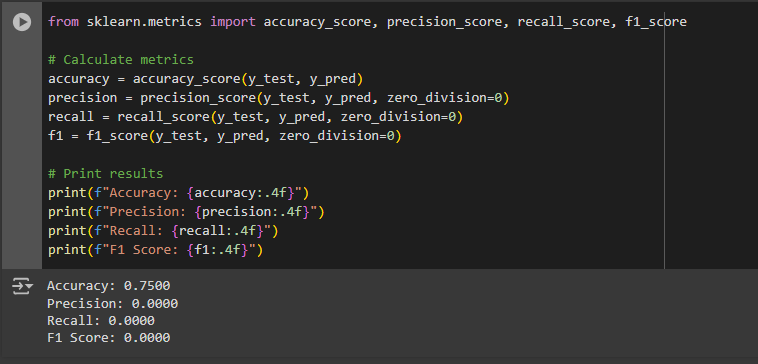 from sklearn.metrics import accuracy_score, precision_score, recall_score, f1_score
# Calculate metrics
accuracy = accuracy_score(y_test, y_pred)
precision = precision_score(y_test, y_pred, zero_division=0)
recall = recall_score(y_test, y_pred, zero_division=0)
f1 = f1_score(y_test, y_pred, zero_division=0)
# Print results
print(f"Accuracy: {accuracy:.4f}")
print(f"Precision: {precision:.4f}")
print(f"Recall: {recall:.4f}")
print(f"F1 Score: {f1:.4f}")
Accuracy: 0.7500
Precision: 0.0000
Recall: 0.0000
F1 Score: 0.0000